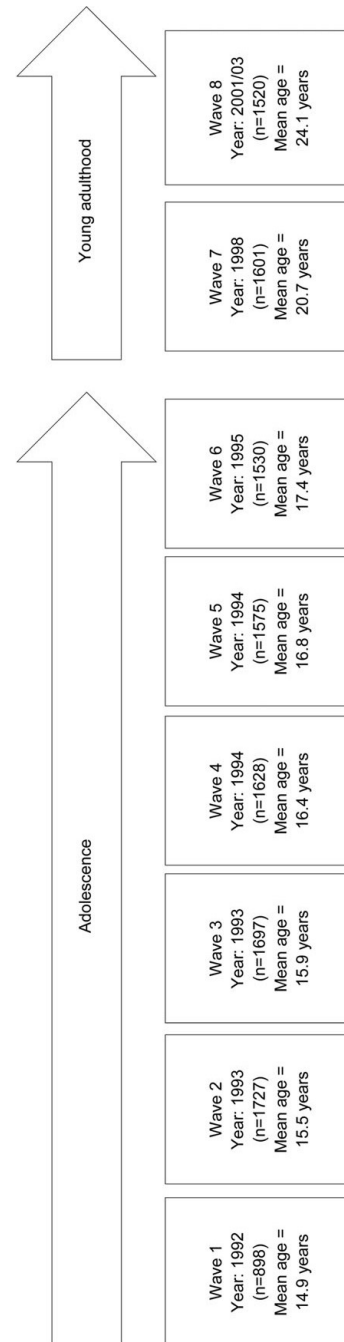 Adolescence
Young adulthood
Wave 1
Year: 1992
(n=898)
Mean age =
14.9 years
Wave 2
Year: 1993
(n=1727)
Mean age =
15.5 years
Wave 3
Year: 1993
(n=1697)
Mean age =
15.9 years
Wave 4
Year: 1994
(n=1628)
Mean age =
16.4 years
Wave 5
Year: 1994
(n=1575)
Mean age =
16.8 years
Wave 6
Year: 1995
(n=1530)
Mean age =
17.4 years
Wave 7
Year: 1998
(n=1601)
Mean age =
20.7 years
Wave 8
Year: 2001/03
(n=1520)
Mean age =
24.1 years